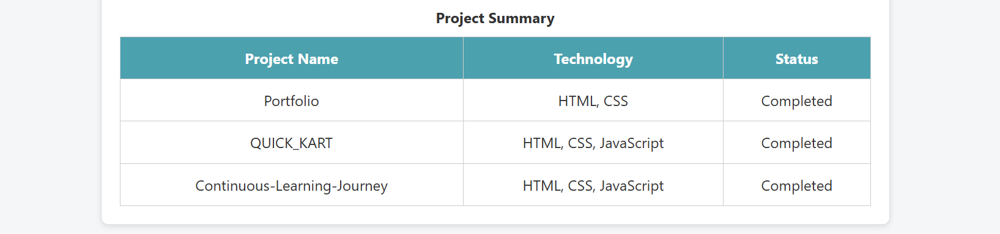 Project Summary
Project Name Technology Status
Portfolio HTML, CSS Completed
QUICK_KART HTML, CSS, JavaScript Completed
Continuous-Learning-Journey HTML, CSS, JavaScript Completed